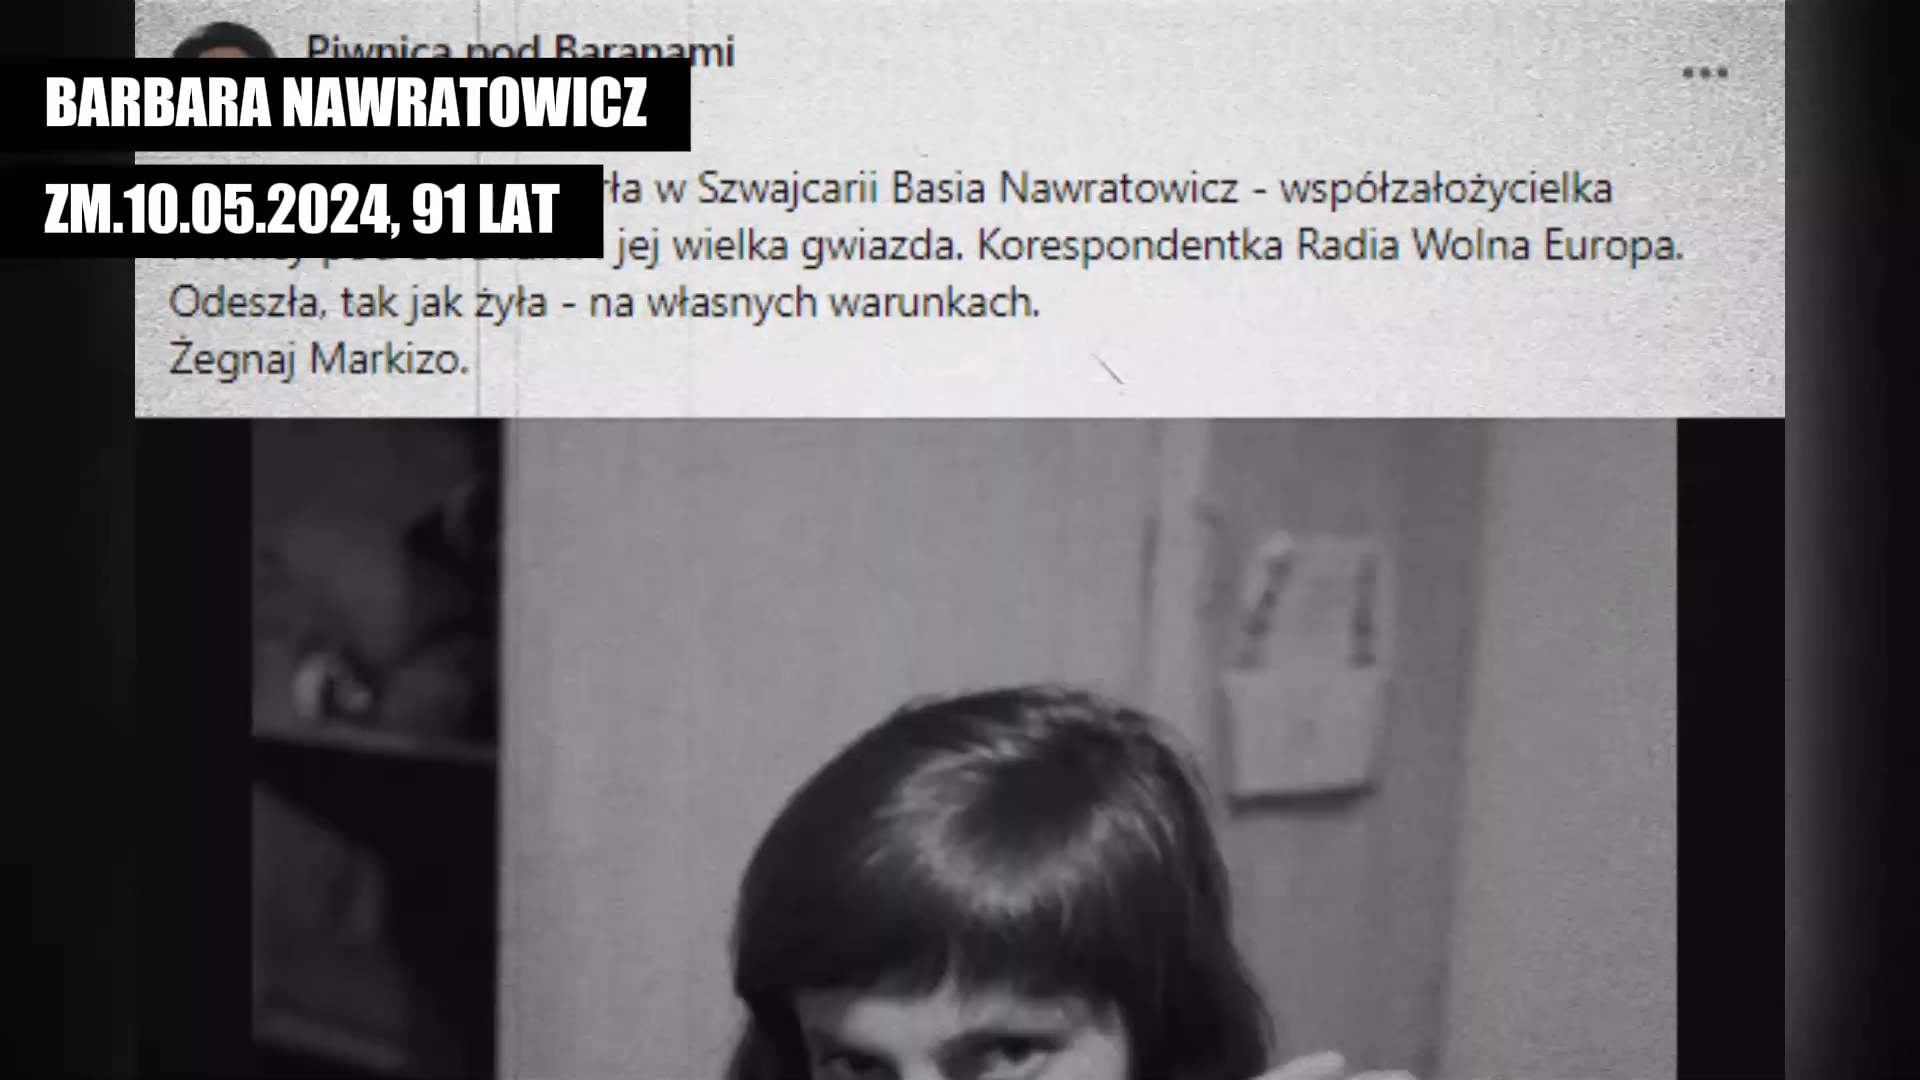 Piwnica pod Baranami
BARBARA NAWRATOWICZ
ZM.10.05.2024, 91 LAT
rła w Szwajcarii Basia Nawratowicz - współzałożycielka
jej wielka gwiazda. Korespondentka Radia Wolna Europa.
Odeszła, tak jak żyła - na własnych warunkach.
Żegnaj Markizo.